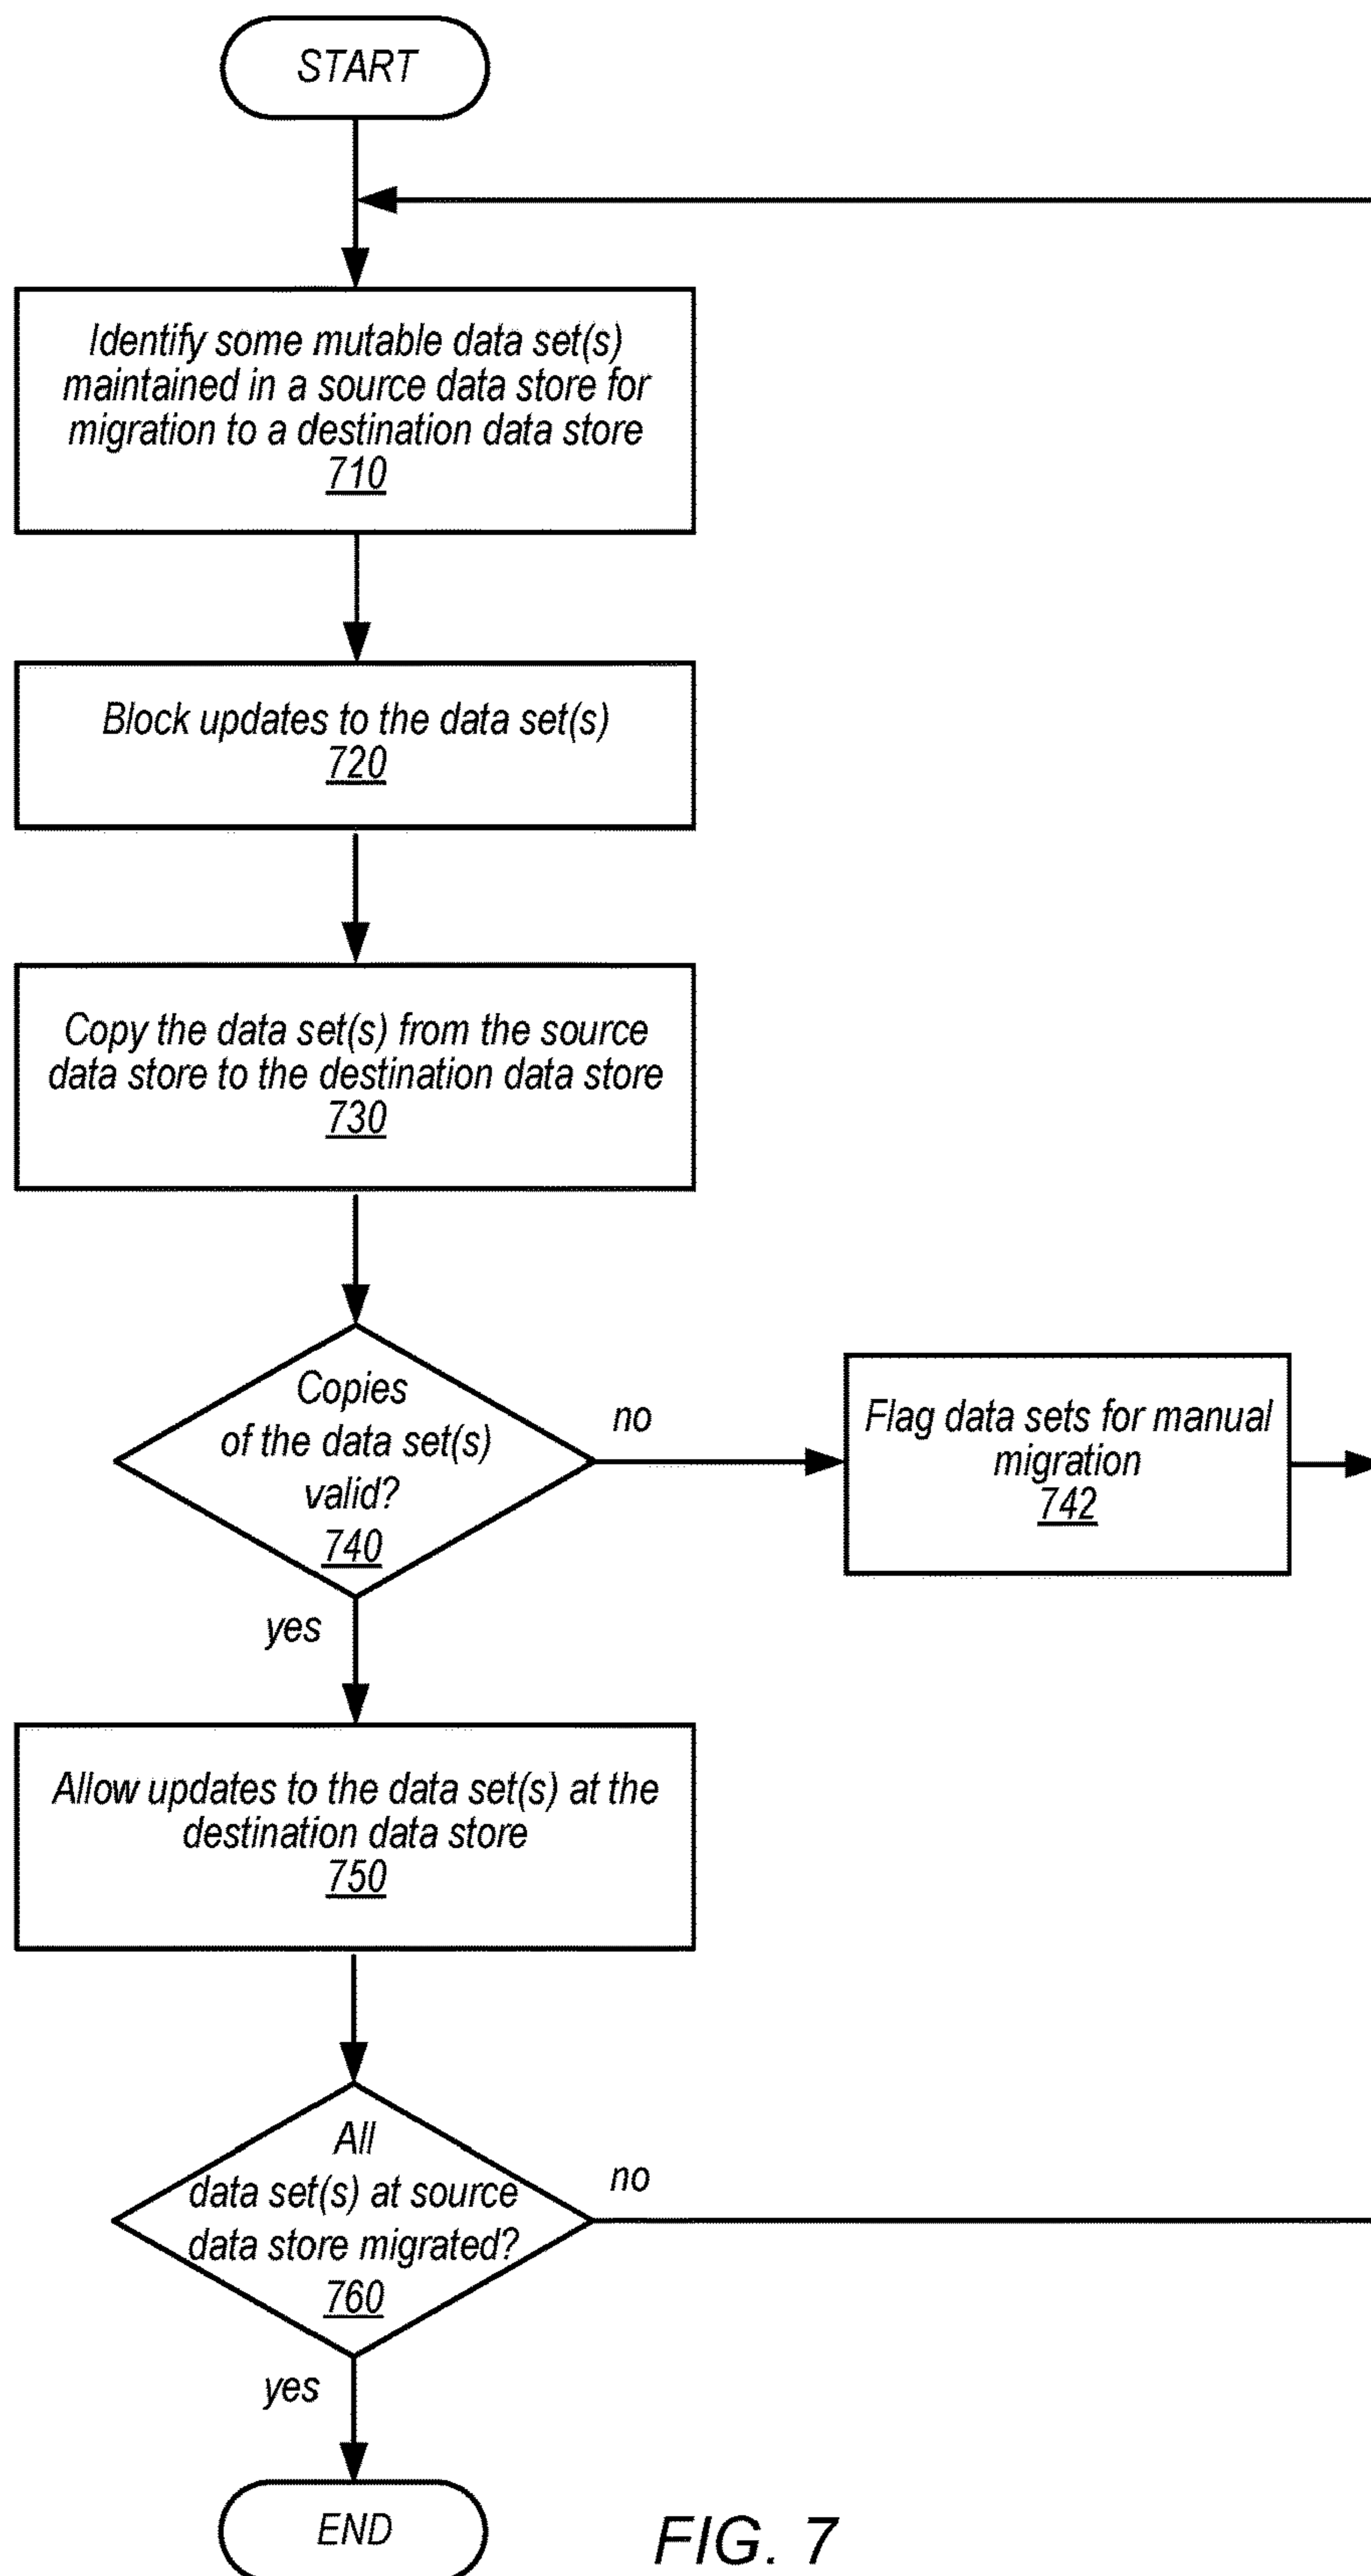 START
Identify some mutable data set(s)
maintained in a source data store for
migration to a destination data store
710
Block updates to the data set(s)
720
Copy the data set(s) from the source
data store to the destination data store
730
Copies
of the data set(s)
valid?
740
no
Flag data sets for manual
migration
742
yes
Allow updates to the data set(s) at the
destination data store
750
All
data set(s) at source
data store migrated?
760
no
yes
END
FIG. 7